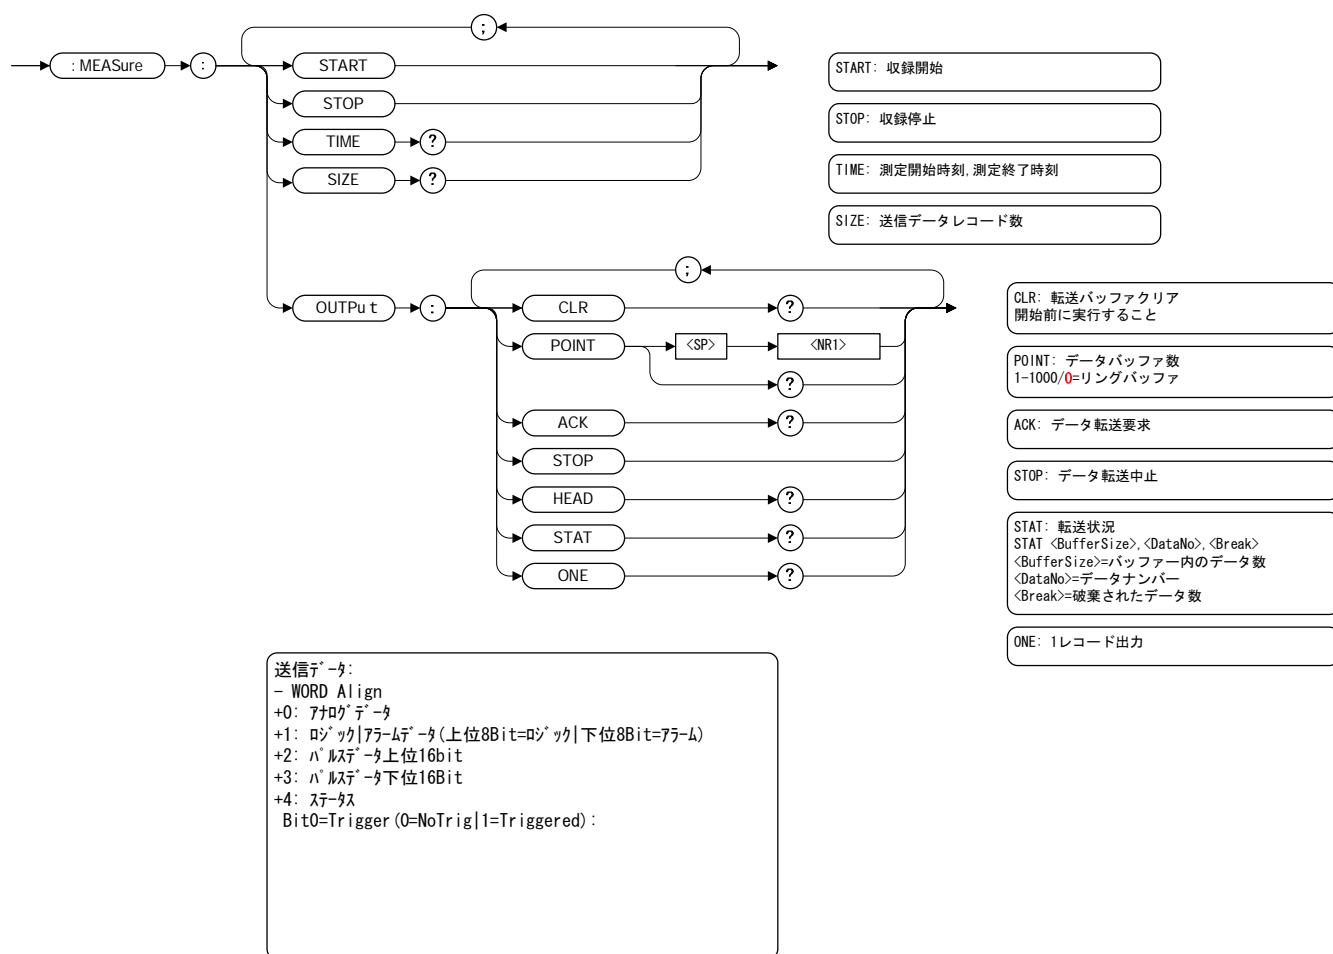 ;
: MEASure
:
START
STOP
TIME
?
SIZE
?
START: 収録開始
STOP: 収録停止
TIME: 測定開始時刻,測定終了時刻
SIZE: 送信データレコード数
;
OUTPut
:
CLR
?
POINT
<SP>
<NR1>
?
ACK
?
STOP
HEAD
?
STAT
?
ONE
?
CLR: 転送バッファクリア
開始前に実行すること
POINT: データバッファ数
1-1000/0=リングバッファ
ACK: データ転送要求
STOP: データ転送中止
STAT: 転送状況
STAT <BufferSize>,<DataNo>,<Break>
<BufferSize>=バッファー内のデータ数
<DataNo>=データナンバー
<Break>=破棄されたデータ数
ONE: 1レコード出力
送信ﾃﾞｰﾀ:
- WORD Align
+0: ｱﾅﾛｸﾞﾃﾞｰﾀ
+1: ﾛｼﾞｯｸ|ｱﾗｰﾑﾃﾞｰﾀ(上位8Bit=ﾛｼﾞｯｸ|下位8Bit=ｱﾗｰﾑ)
+2: ﾊﾟﾙｽﾃﾞｰﾀ上位16bit
+3: ﾊﾟﾙｽﾃﾞｰﾀ下位16Bit
+4: ｽﾃｰﾀｽ
Bit0=Trigger(0=NoTrig|1=Triggered):